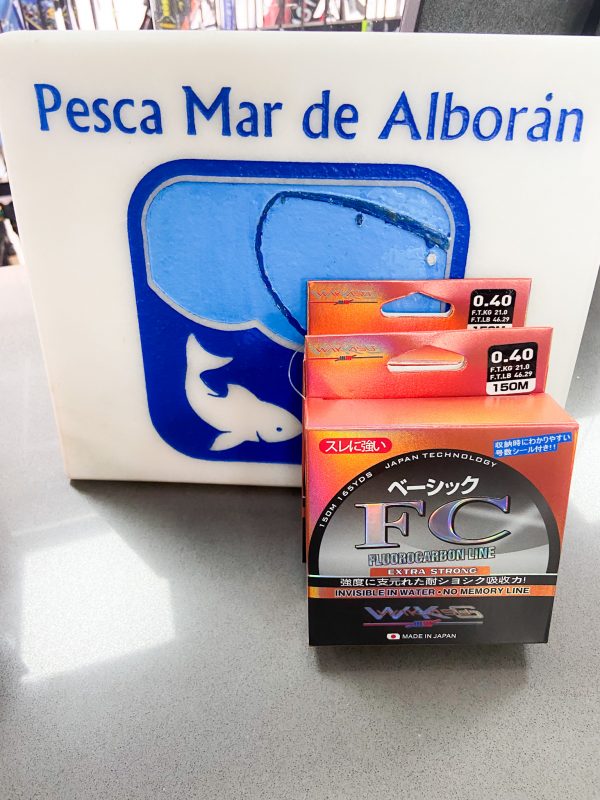 Pesca Mar de Alborán
0.40
F.T.KG 21.0
F.T.LB 46.29
150M
0.40
F.T.KG 21.0
F.T.LB 46.29
150M
スレに強い
収納時にわかりやすい
号数シール付き!!
150M 165YDS JAPAN TECHNOLOGY
ベーシック
FC
FLUOROCARBON LINE
EXTRA STRONG
強度に支元れた耐ショシク吸收力!
INVISIBLE IN WATER・NO MEMORY LINE
MADE IN JAPAN